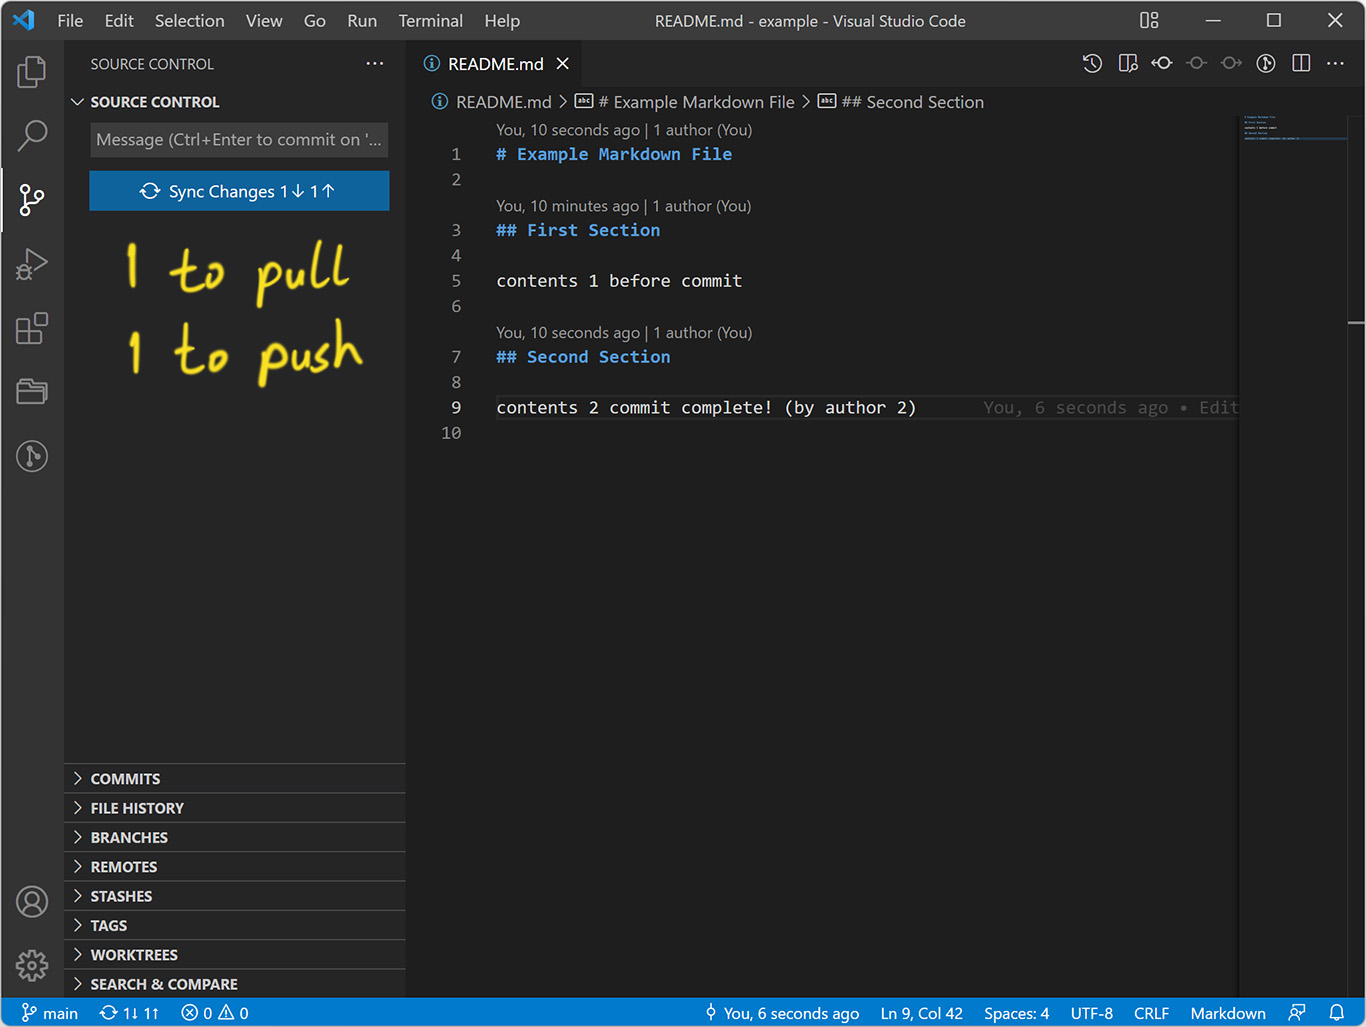 File Edit Selection View Go Run Terminal Help README.md - example - Visual Studio Code
SOURCE CONTROL
SOURCE CONTROL
Message (Ctrl+Enter to commit on '...
Sync Changes 1↓ 1↑
1 to pull
1 to push
COMMITS
FILE HISTORY
BRANCHES
REMOTES
STASHES
TAGS
WORKTREES
SEARCH & COMPARE
README.md
README.md > # Example Markdown File > ## Second Section
You, 10 seconds ago | 1 author (You)
1 # Example Markdown File
2
You, 10 minutes ago | 1 author (You)
3 ## First Section
4
5 contents 1 before commit
6
You, 10 seconds ago | 1 author (You)
7 ## Second Section
8
9 contents 2 commit complete! (by author 2) You, 6 seconds ago • Edit
10
main 1↓ 1↑ 0 0 You, 6 seconds ago Ln 9, Col 42 Spaces: 4 UTF-8 CRLF Markdown